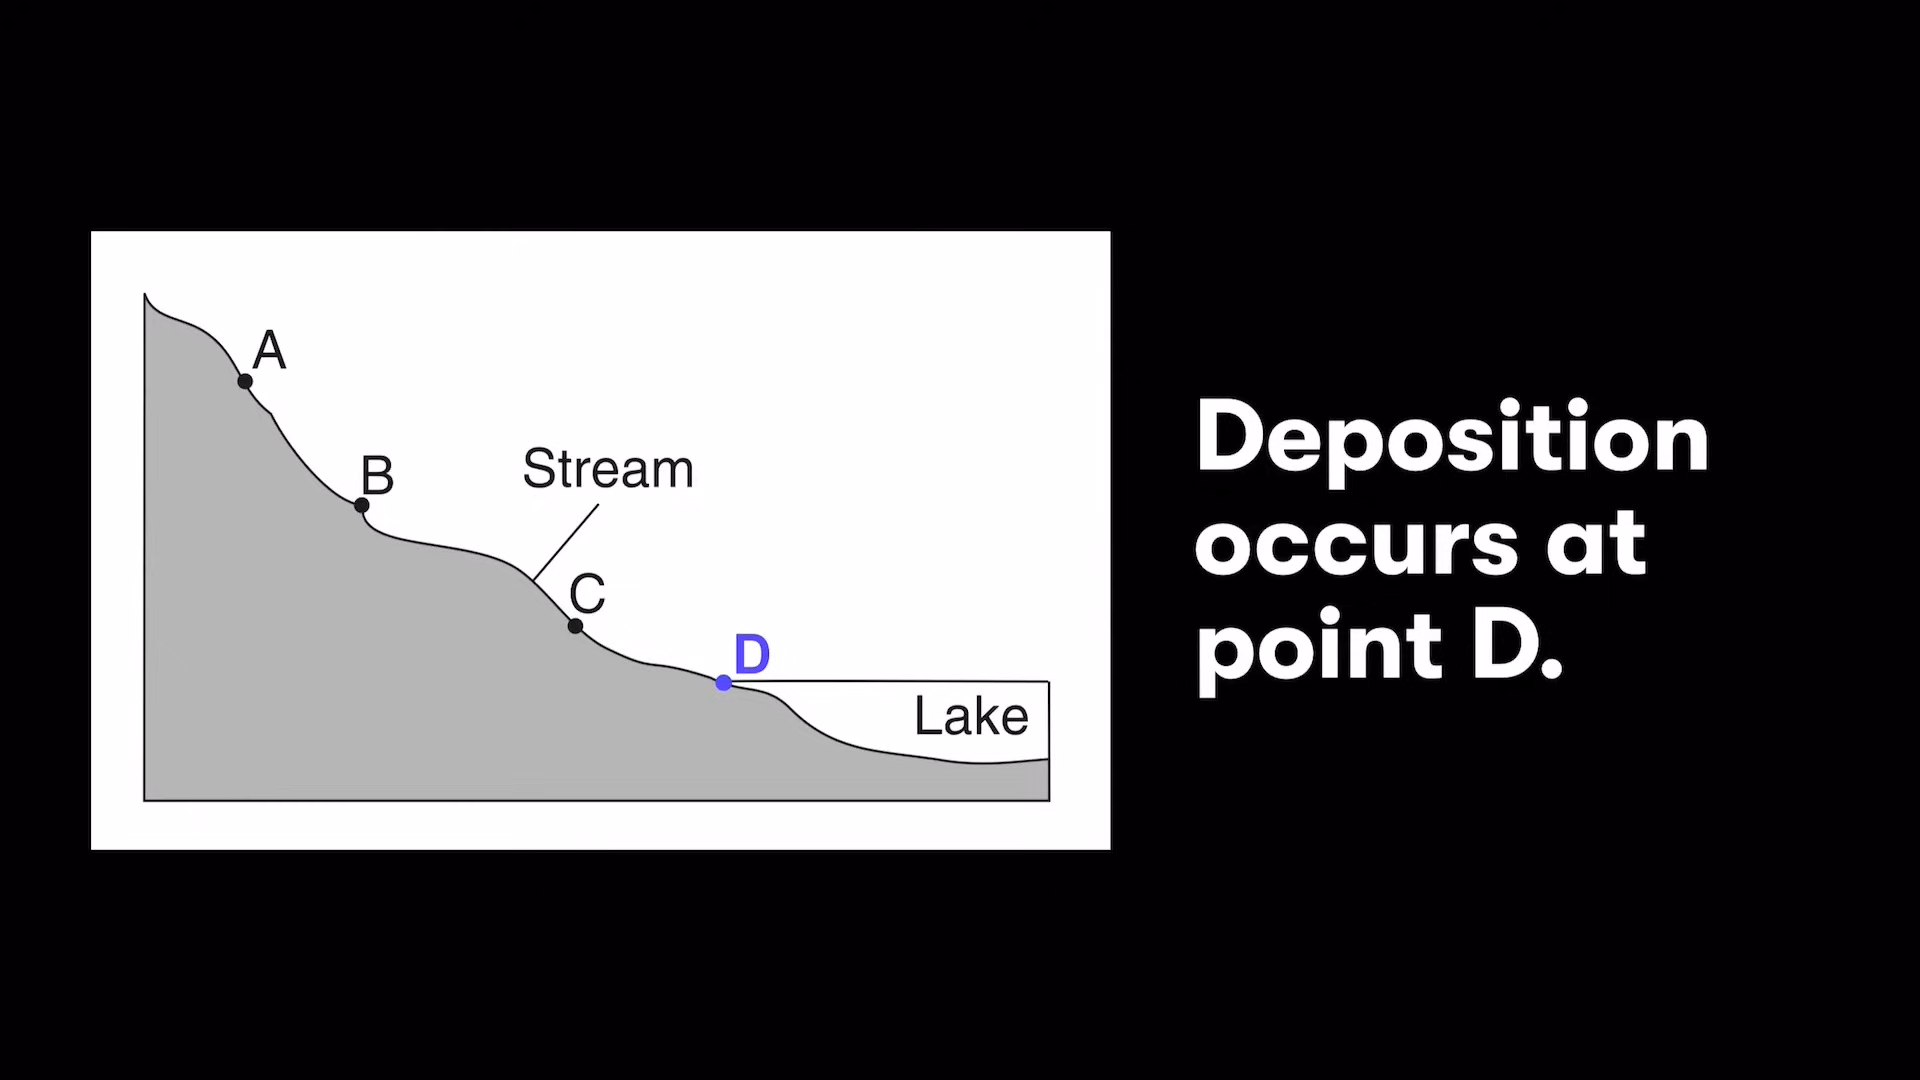 A
B
Stream
C
D
Lake
Deposition
occurs at
point D.